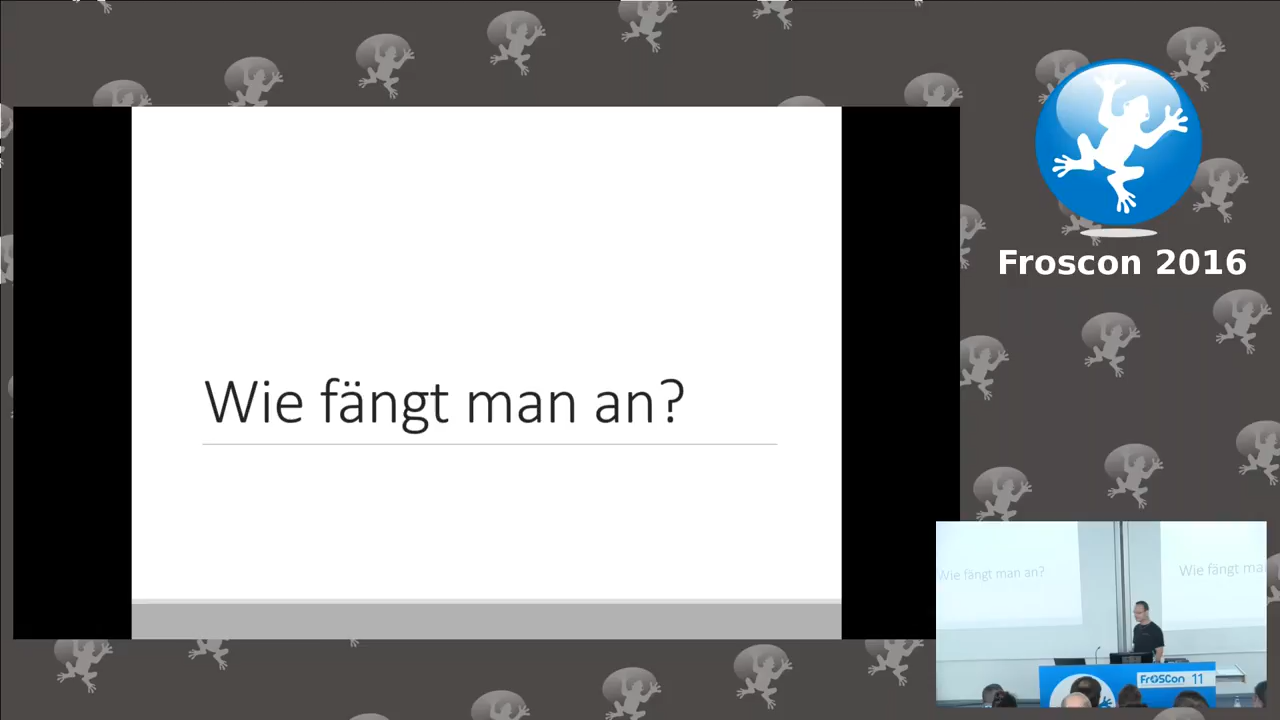 Wie fängt man an?
Froscon 2016
Wie fängt man an?
Wie fängt ma
FrOSCon 11